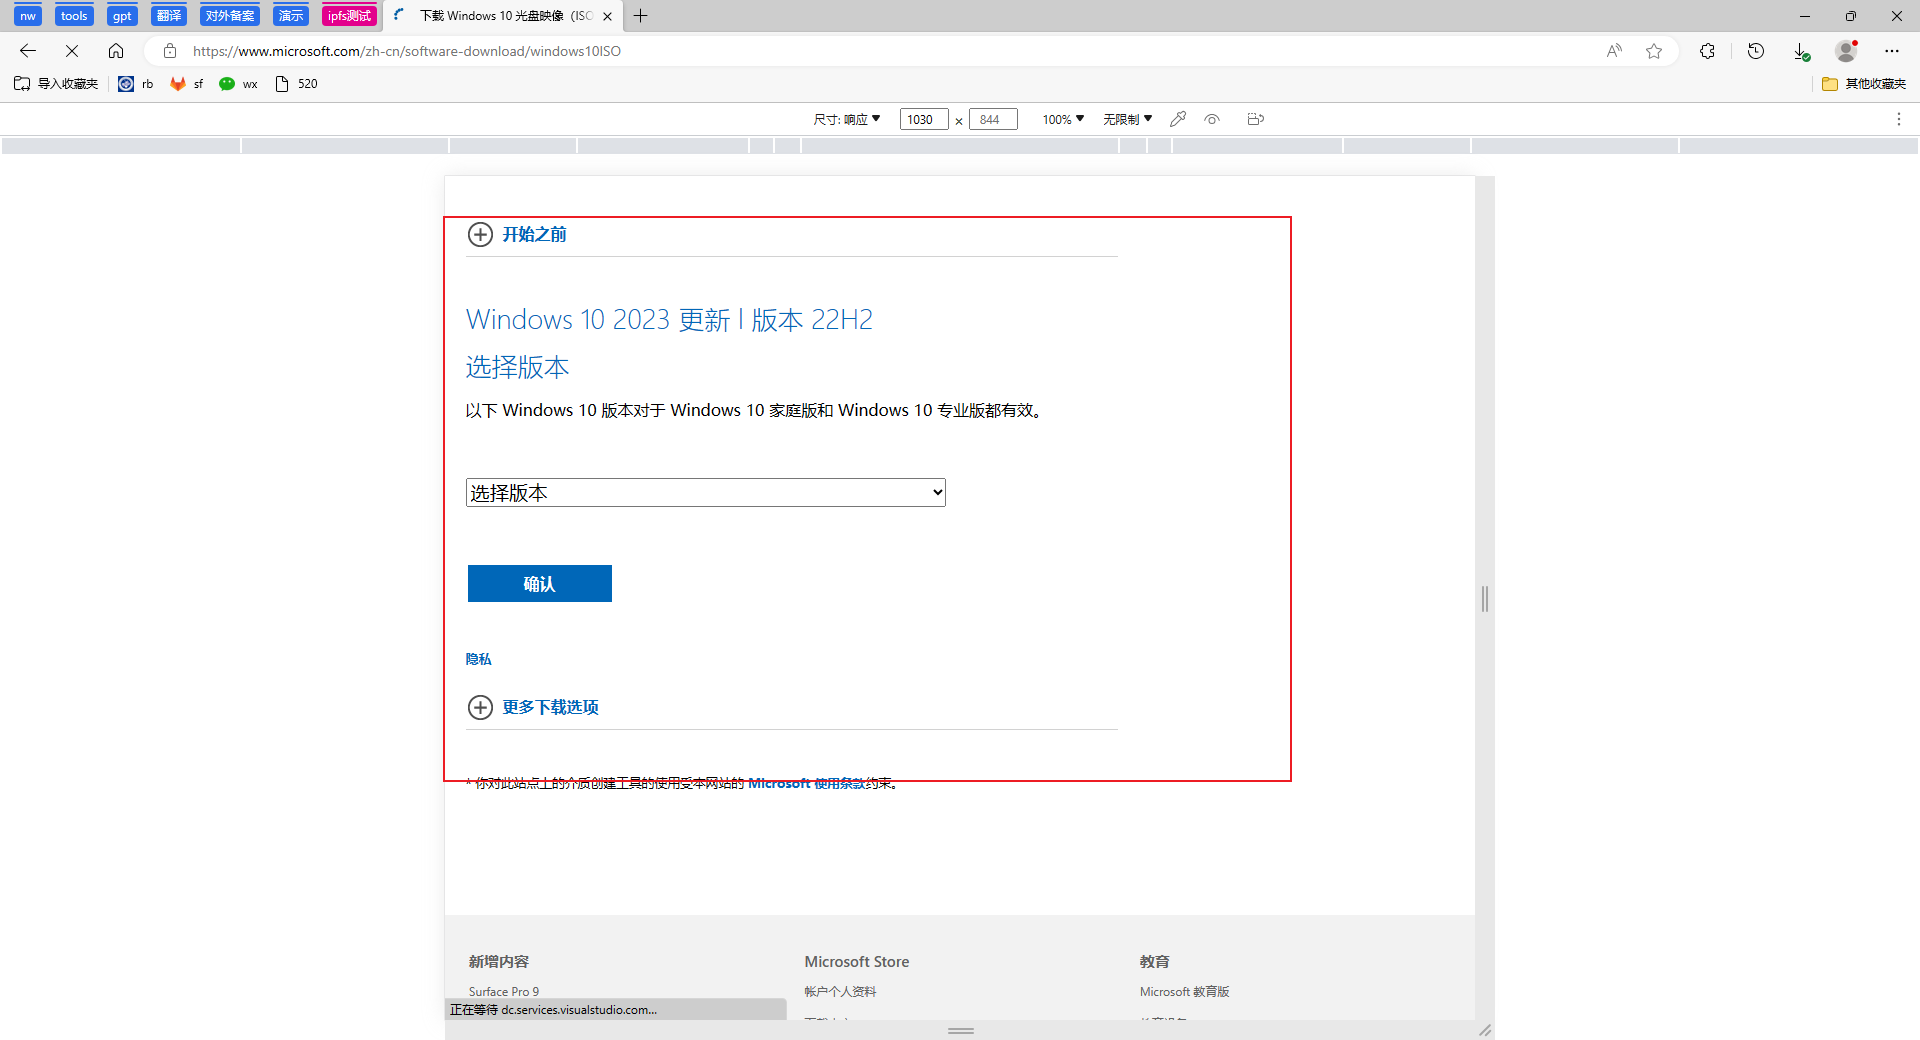 nw tools gpt 翻译 对外备案 演示 ipfs测试 下载 Windows 10 光盘映像（ISO
https://www.microsoft.com/zh-cn/software-download/windows10ISO
导入收藏夹 rb sf wx 520 其他收藏夹
尺寸: 响应 1030 × 844 100% 无限制
开始之前
Windows 10 2023 更新 | 版本 22H2
选择版本
以下 Windows 10 版本对于 Windows 10 家庭版和 Windows 10 专业版都有效。
选择版本
确认
隐私
更多下载选项
* 你对此站点上的介质创建工具的使用受本网站的 Microsoft 使用条款约束。
新增内容 Microsoft Store 教育
Surface Pro 9 帐户个人资料 Microsoft 教育版
正在等待 dc.services.visualstudio.com...